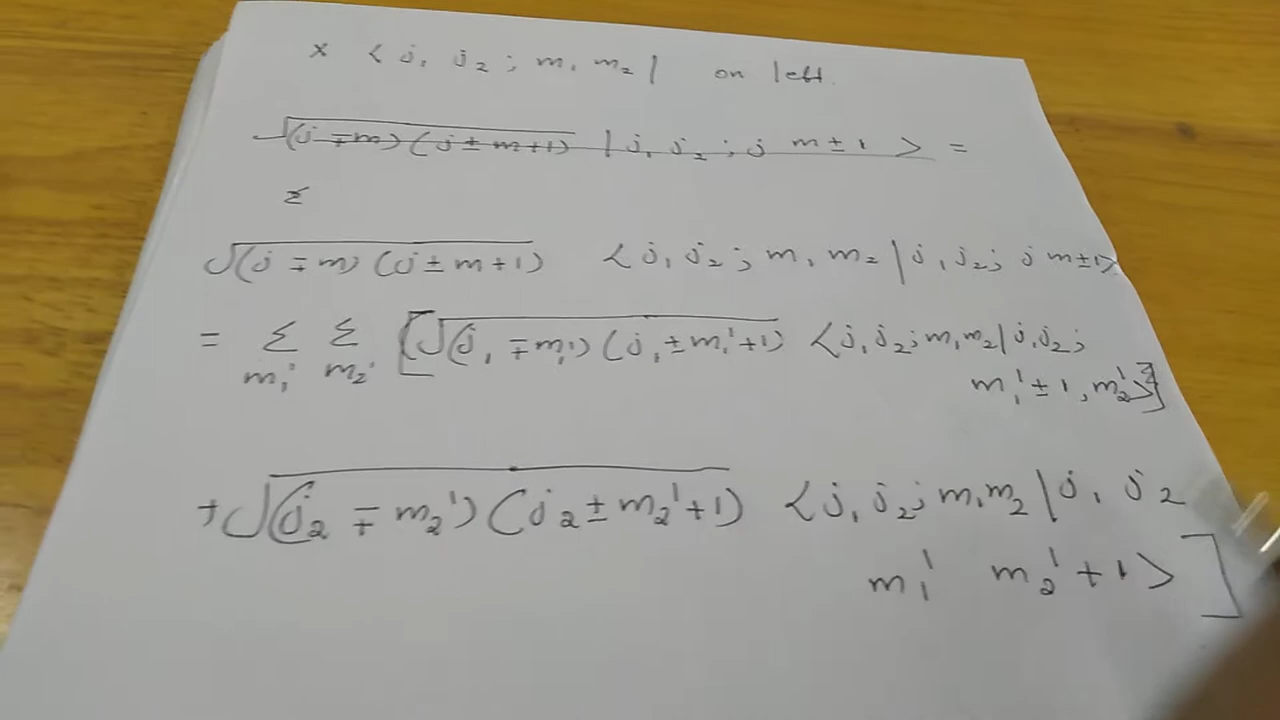 × < j₁ j₂ ; m₁ m₂ | on left.
√(j ∓ m) (j ± m+1) | j₁ j₂ ; j m ± 1 > =
Σ
√(j ∓ m) (j ± m+1) < j₁ j₂ ; m₁ m₂ | j₁ j₂ ; j m±1>
= Σ Σ [√(j₁ ∓ m₁') (j₁ ± m₁' +1) < j₁ j₂ ; m₁ m₂ | j₁ j₂ ;
m₁' m₂' m₁' ± 1 , m₂' >]
+ √(j₂ ∓ m₂') (j₂ ± m₂' +1) < j₁ j₂ ; m₁ m₂ | j₁ j₂
m₁' m₂' + 1 > ]